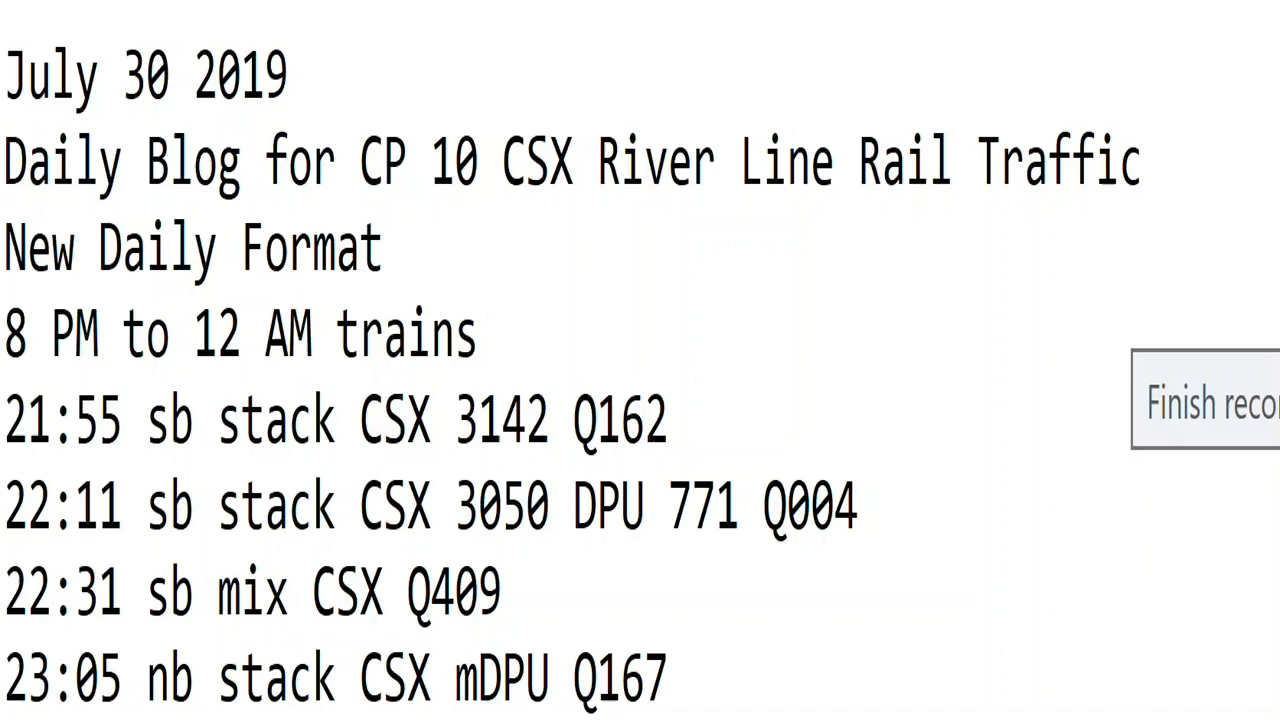 July 30 2019
Daily Blog for CP 10 CSX River Line Rail Traffic
New Daily Format
8 PM to 12 AM trains
21:55 sb stack CSX 3142 Q162
22:11 sb stack CSX 3050 DPU 771 Q004
22:31 sb mix CSX Q409
23:05 nb stack CSX mDPU Q167
Finish